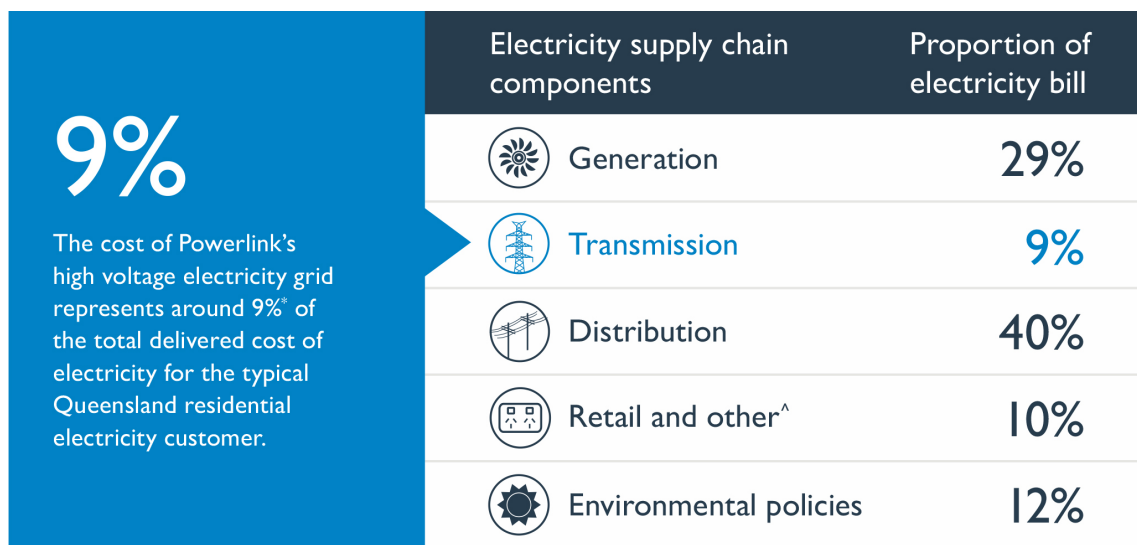 9%
The cost of Powerlink's
high voltage electricity grid
represents around 9%* of
the total delivered cost of
electricity for the typical
Queensland residential
electricity customer.
Electricity supply chain
components
Proportion of
electricity bill
Generation 29%
Transmission 9%
Distribution 40%
Retail and other^ 10%
Environmental policies 12%